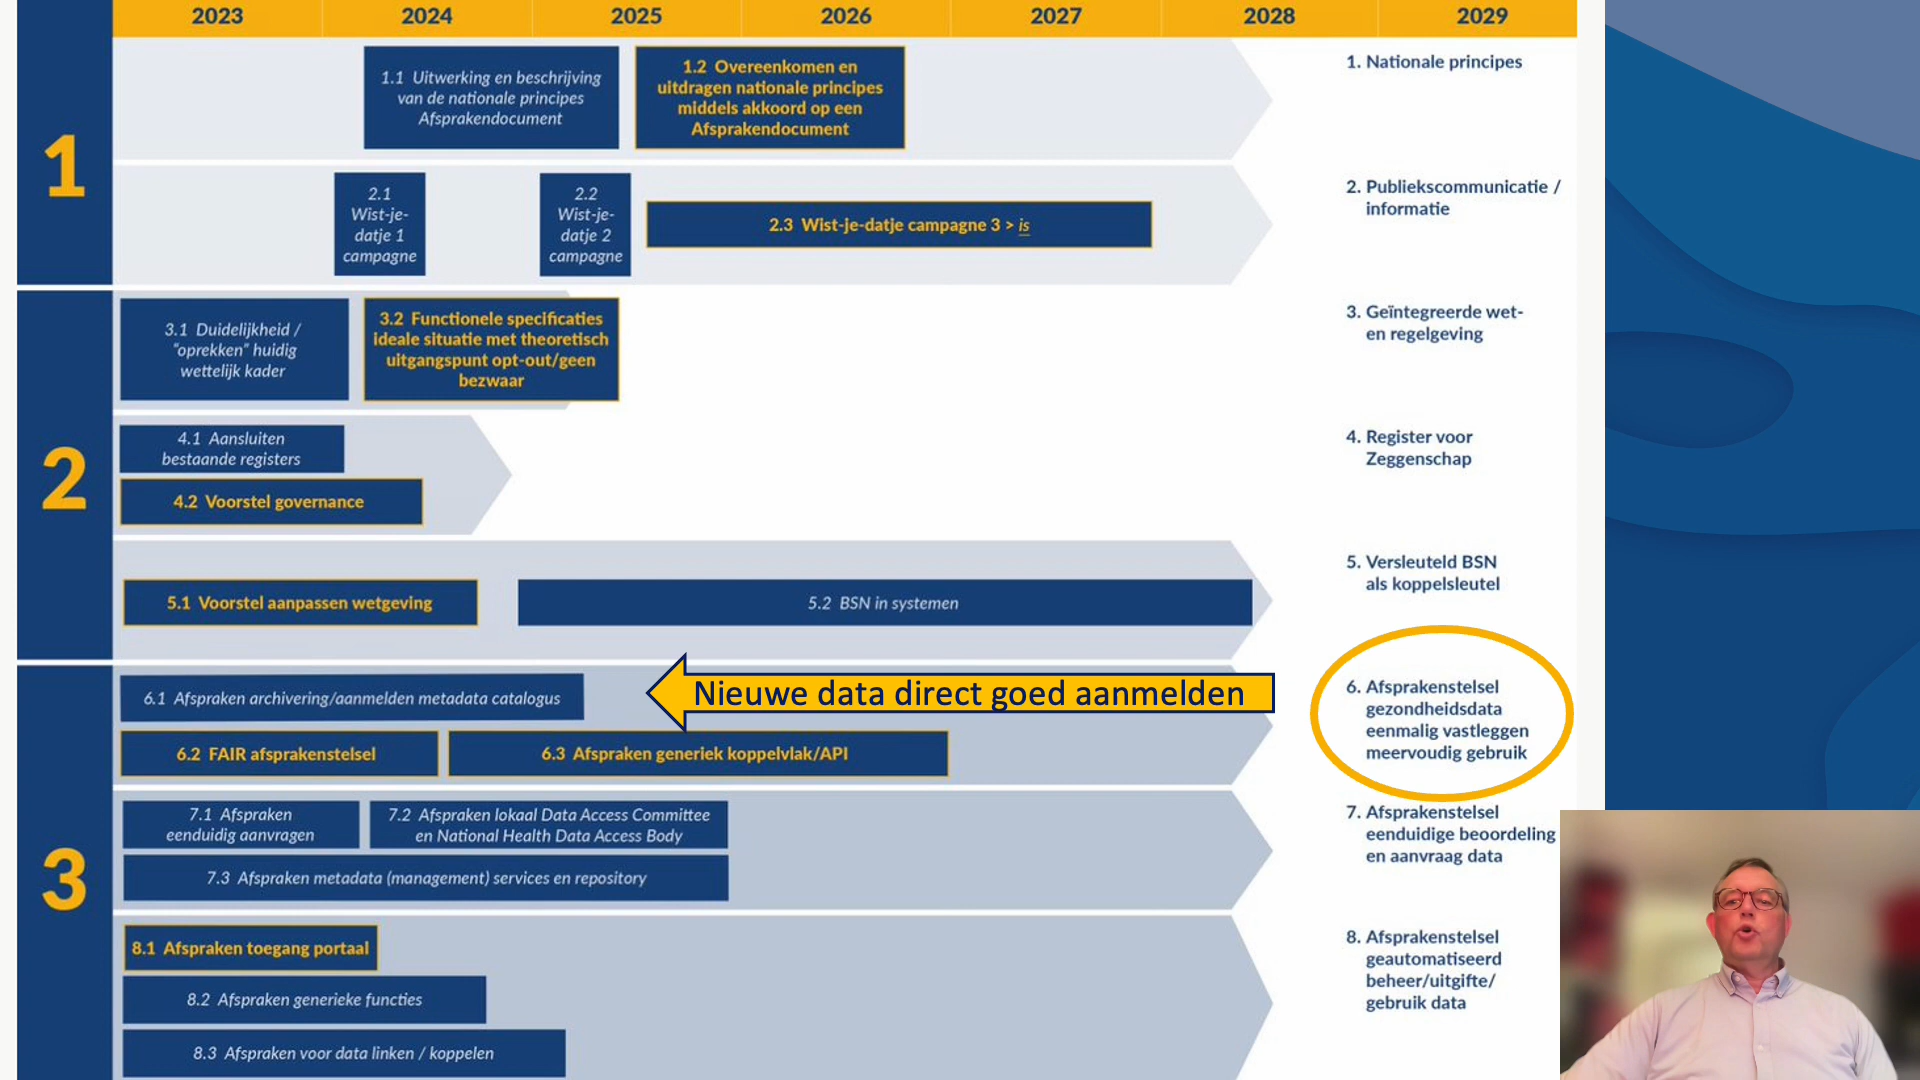 2023 2024 2025 2026 2027 2028 2029
1
1.1 Uitwerking en beschrijving
van de nationale principes
Afsprakendocument
1.2 Overeenkomen en
uitdragen nationale principes
middels akkoord op een
Afsprakendocument
1. Nationale principes
2.1
Wist-je-
datje 1
campagne
2.2
Wist-je-
datje 2
campagne
2.3 Wist-je-datje campagne 3 > is
2. Publiekscommunicatie /
informatie
2
3.1 Duidelijkheid /
"oprekken" huidig
wettelijk kader
3.2 Functionele specificaties
ideale situatie met theoretisch
uitgangspunt opt-out/geen
bezwaar
3. Geïntegreerde wet-
en regelgeving
4.1 Aansluiten
bestaande registers
4.2 Voorstel governance
4. Register voor
Zeggenschap
5.1 Voorstel aanpassen wetgeving
5.2 BSN in systemen
5. Versleuteld BSN
als koppelsleutel
3
6.1 Afspraken archivering/aanmelden metadata catalogus
Nieuwe data direct goed aanmelden
6.2 FAIR afsprakenstelsel
6.3 Afspraken generiek koppelvlak/API
6. Afsprakenstelsel
gezondheidsdata
eenmalig vastleggen
meervoudig gebruik
7.1 Afspraken
eenduidig aanvragen
7.2 Afspraken lokaal Data Access Committee
en National Health Data Access Body
7.3 Afspraken metadata (management) services en repository
7. Afsprakenstelsel
eenduidige beoordeling
en aanvraag data
8.1 Afspraken toegang portaal
8.2 Afspraken generieke functies
8.3 Afspraken voor data linken / koppelen
8. Afsprakenstelsel
geautomatiseerd
beheer/uitgifte/
gebruik data